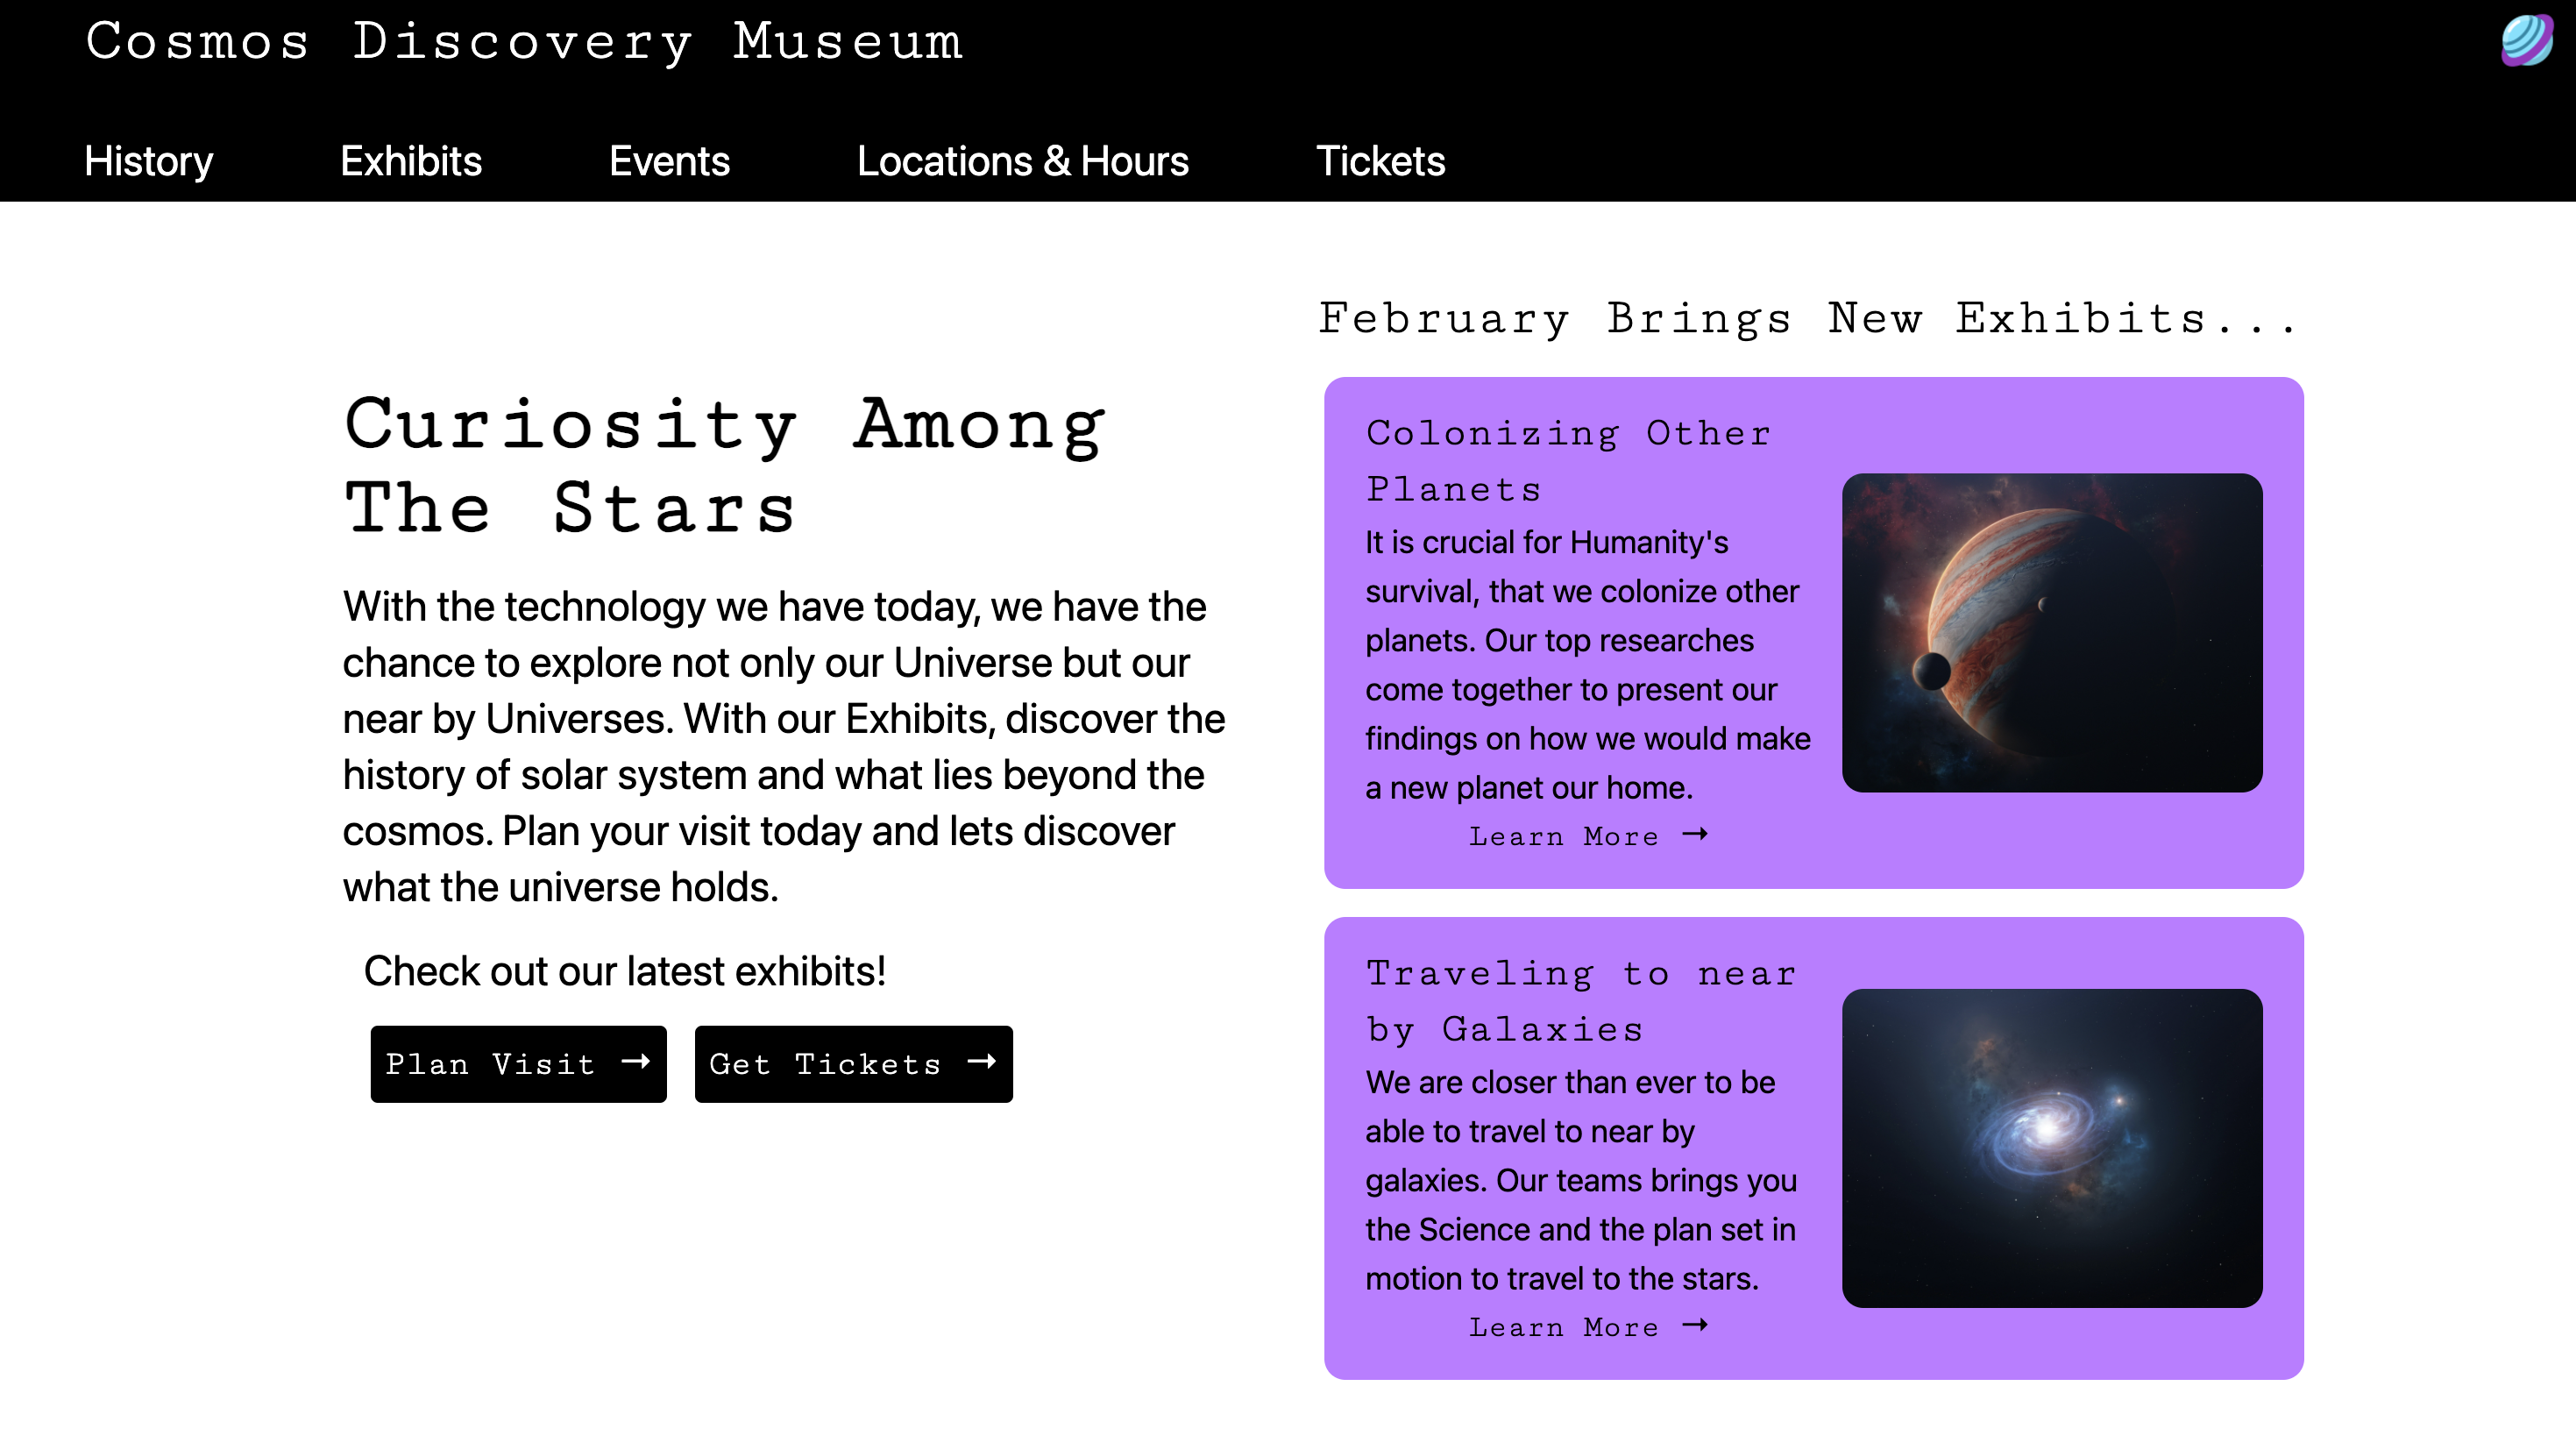 Cosmos Discovery Museum
History Exhibits Events Locations & Hours Tickets
Curiosity Among
The Stars
With the technology we have today, we have the
chance to explore not only our Universe but our
near by Universes. With our Exhibits, discover the
history of solar system and what lies beyond the
cosmos. Plan your visit today and lets discover
what the universe holds.
Check out our latest exhibits!
Plan Visit → Get Tickets →
February Brings New Exhibits...
Colonizing Other
Planets
It is crucial for Humanity's
survival, that we colonize other
planets. Our top researches
come together to present our
findings on how we would make
a new planet our home.
Learn More →
Traveling to near
by Galaxies
We are closer than ever to be
able to travel to near by
galaxies. Our teams brings you
the Science and the plan set in
motion to travel to the stars.
Learn More →